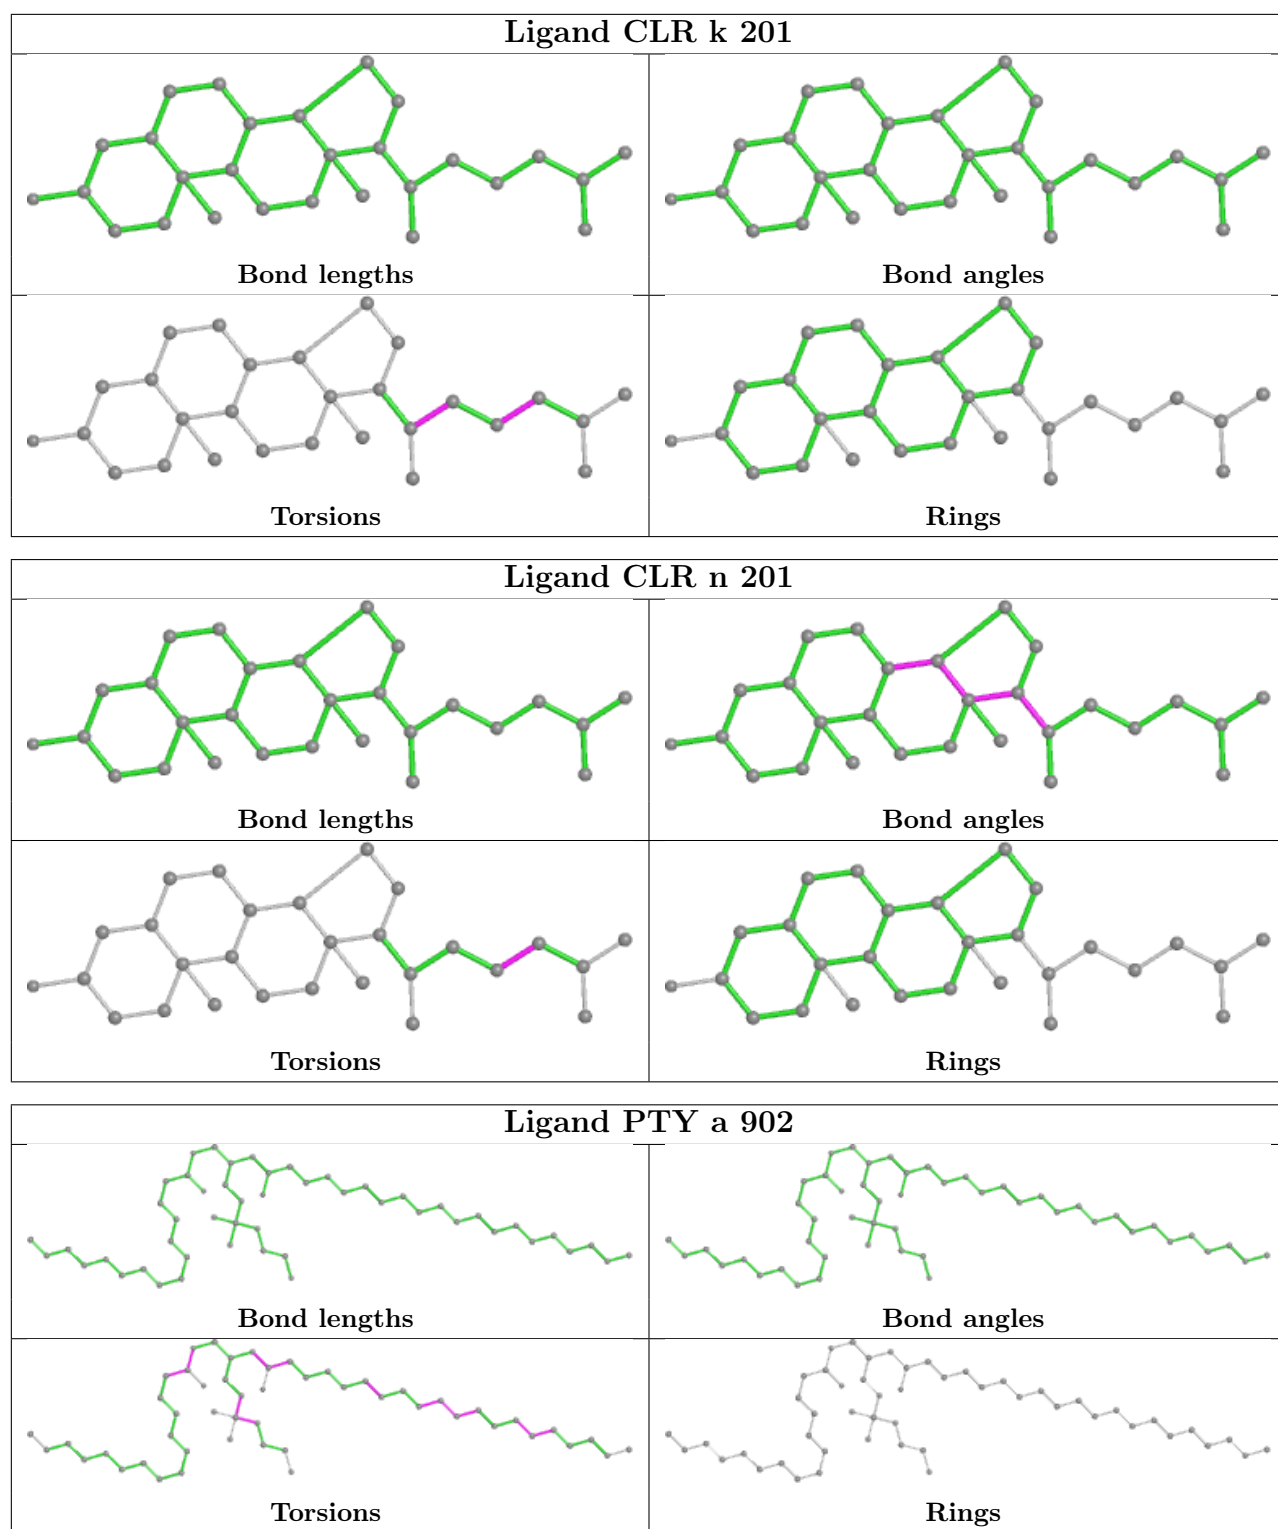 Ligand CLR k 201
Bond lengths
Bond angles
Torsions
Rings
Ligand CLR n 201
Bond lengths
Bond angles
Torsions
Rings
Ligand PTY a 902
Bond lengths
Bond angles
Torsions
Rings